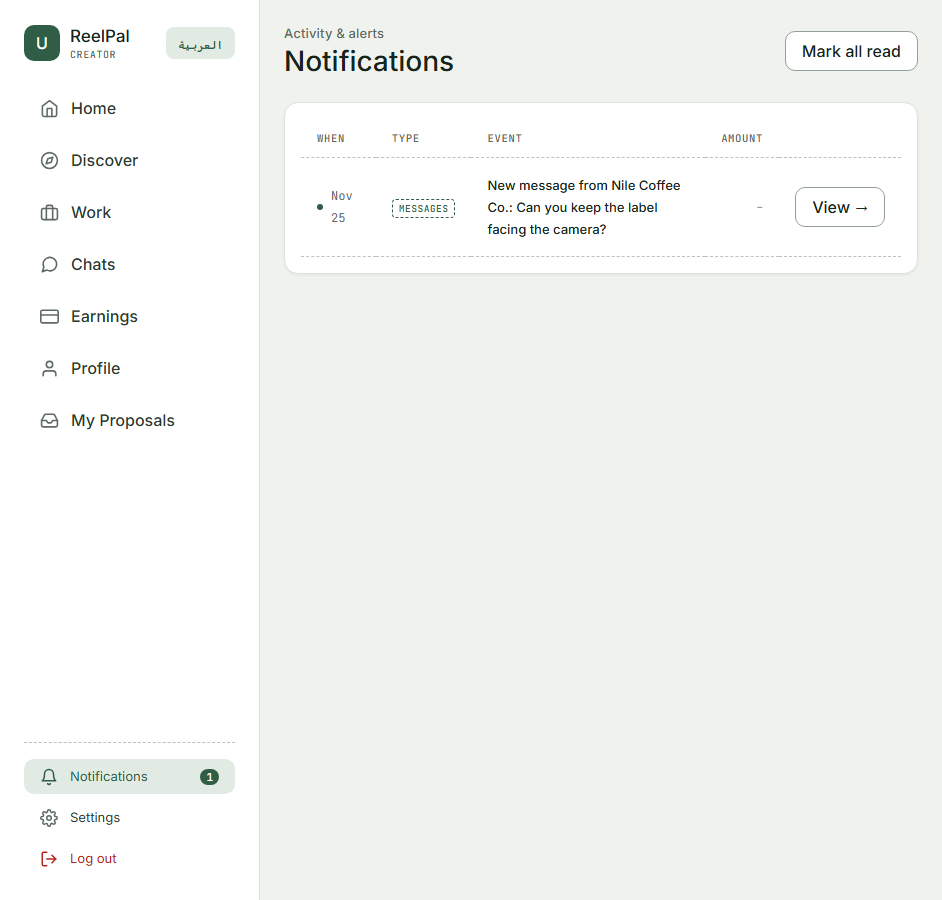 U
ReelPal
CREATOR
العربية
Home
Discover
Work
Chats
Earnings
Profile
My Proposals
Notifications 1
Settings
Log out
Activity & alerts
Notifications
Mark all read
WHEN TYPE EVENT AMOUNT
Nov
25
MESSAGES
New message from Nile Coffee
Co.: Can you keep the label
facing the camera?
–
View →